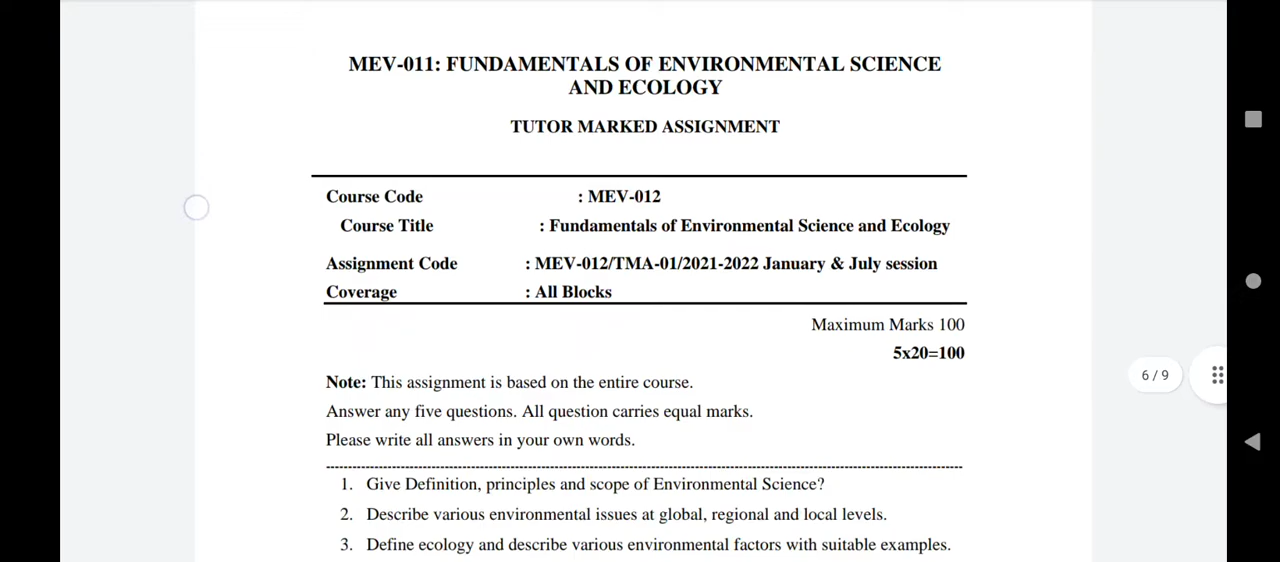 MEV-011: FUNDAMENTALS OF ENVIRONMENTAL SCIENCE
AND ECOLOGY
TUTOR MARKED ASSIGNMENT
Course Code : MEV-012
Course Title : Fundamentals of Environmental Science and Ecology
Assignment Code : MEV-012/TMA-01/2021-2022 January & July session
Coverage : All Blocks
Maximum Marks 100
5x20=100
Note: This assignment is based on the entire course.
Answer any five questions. All question carries equal marks.
Please write all answers in your own words.
1. Give Definition, principles and scope of Environmental Science?
2. Describe various environmental issues at global, regional and local levels.
3. Define ecology and describe various environmental factors with suitable examples.
6 / 9